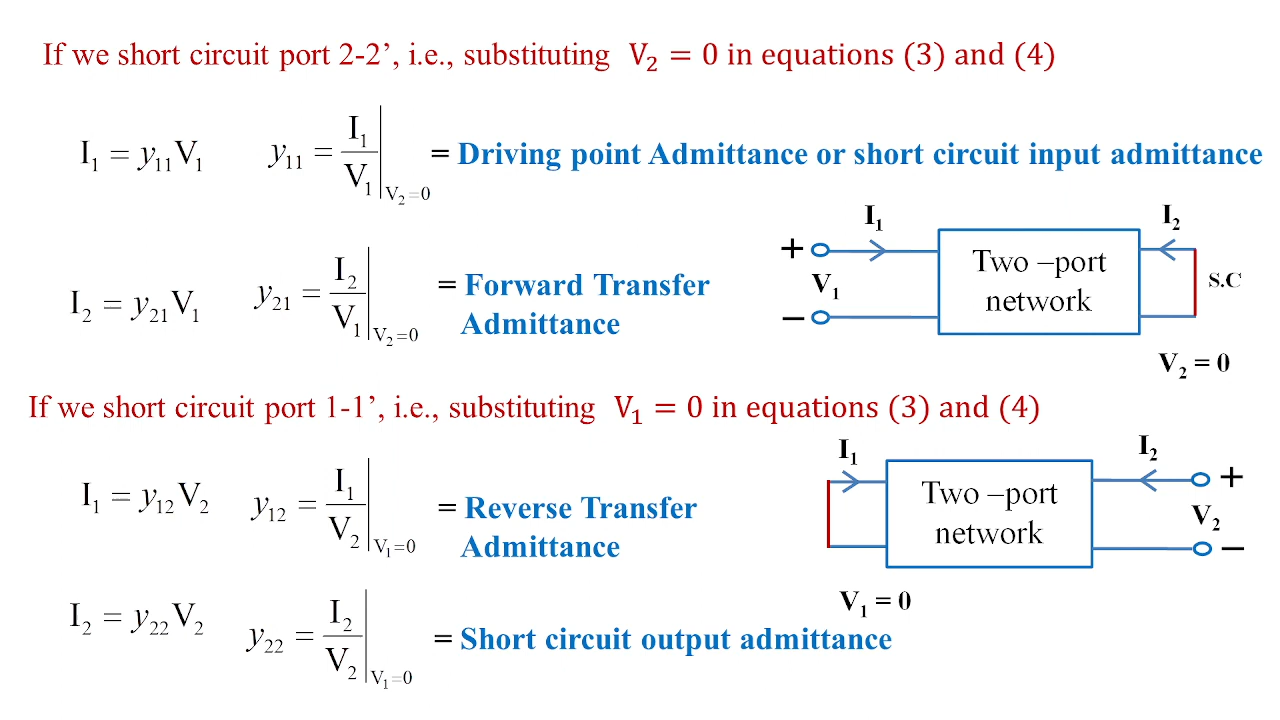 If we short circuit port 2-2’, i.e., substituting V₂ = 0 in equations (3) and (4)
I₁ = y₁₁V₁
y₁₁ = I₁/V₁ |V₂=0
= Driving point Admittance or short circuit input admittance
I₁
I₂
+
Two –port
V₁
network
S.C
–
I₂ = y₂₁V₁
y₂₁ = I₂/V₁ |V₂=0
= Forward Transfer
Admittance
V₂ = 0
If we short circuit port 1-1’, i.e., substituting V₁ = 0 in equations (3) and (4)
I₁ = y₁₂V₂
y₁₂ = I₁/V₂ |V₁=0
= Reverse Transfer
Admittance
I₁
I₂
+
Two –port
V₂
network
–
V₁ = 0
I₂ = y₂₂V₂
y₂₂ = I₂/V₂ |V₁=0
= Short circuit output admittance